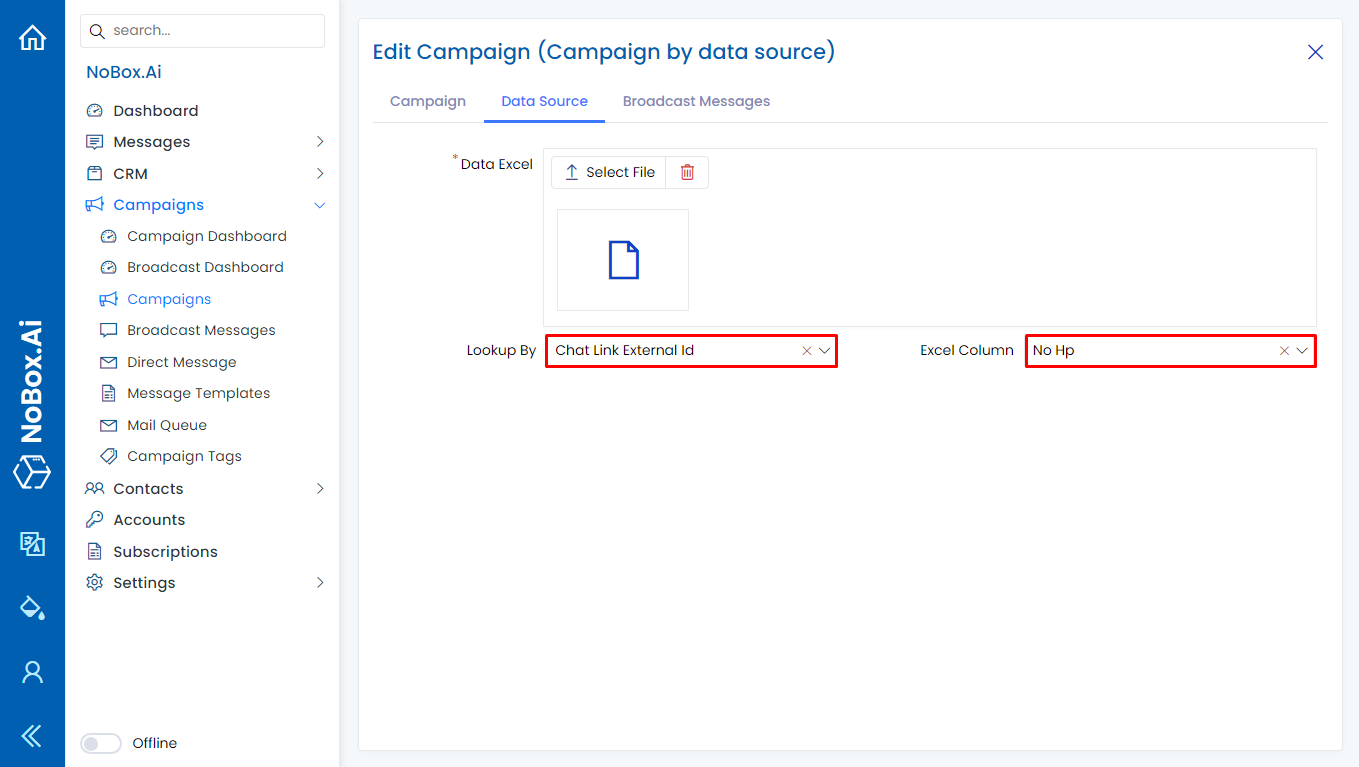 NoBox.Ai
search...
NoBox.Ai
Dashboard
Messages
CRM
Campaigns
Campaign Dashboard
Broadcast Dashboard
Campaigns
Broadcast Messages
Direct Message
Message Templates
Mail Queue
Campaign Tags
Contacts
Accounts
Subscriptions
Settings
Offline
Edit Campaign (Campaign by data source)
Campaign Data Source Broadcast Messages
* Data Excel Select File
Lookup By Chat Link External Id Excel Column No Hp